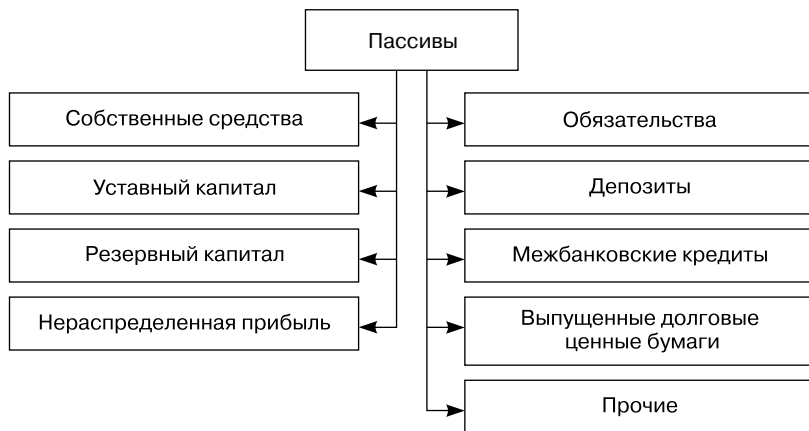 Пассивы
Собственные средства
Уставный капитал
Резервный капитал
Нераспределенная прибыль
Обязательства
Депозиты
Межбанковские кредиты
Выпущенные долговые
ценные бумаги
Прочие